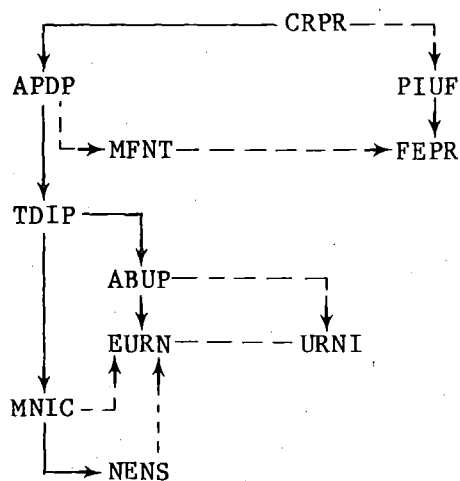 CRPR
APDP PIUF
MFNT FEPR
TDIP
ABUP
EURN URNI
MNIC
NENS